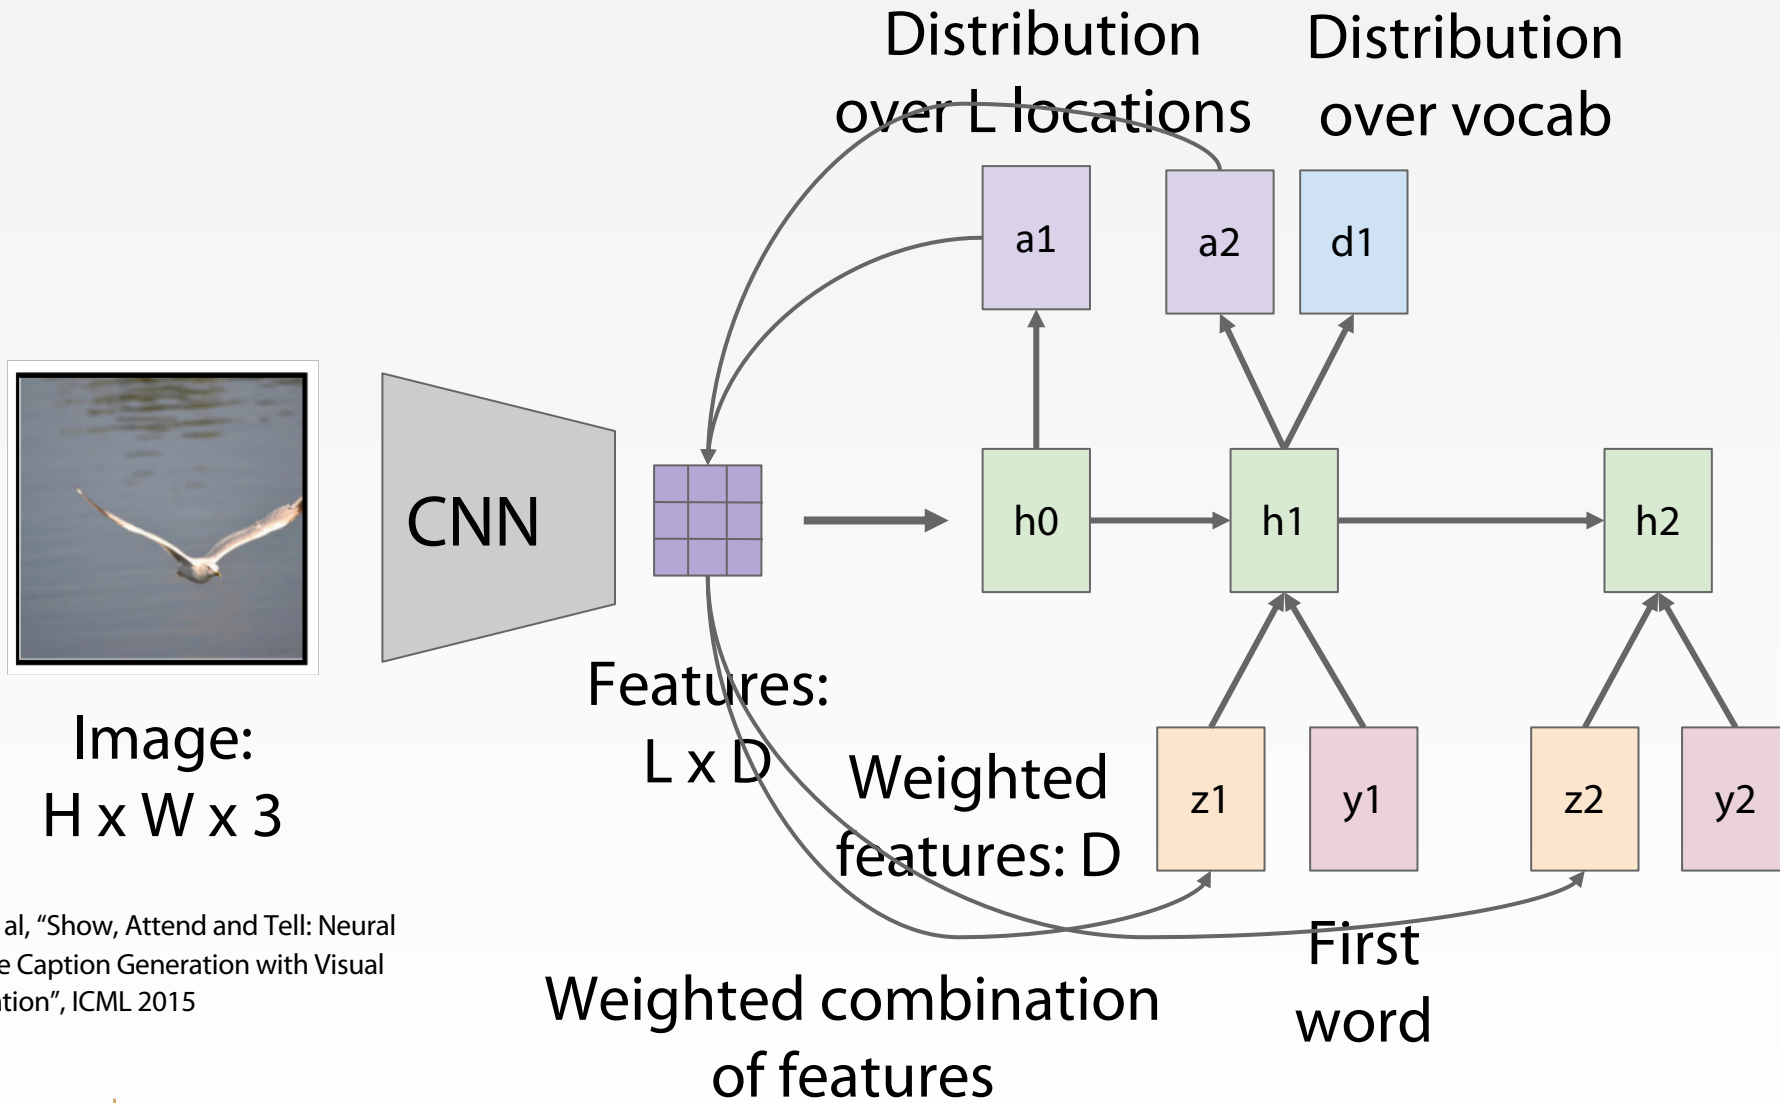 Distribution
over L locations
Distribution
over vocab
a1
a2
d1
CNN
h0
h1
h2
Features:
L x D
Image:
H x W x 3
Weighted
features: D
z1
y1
z2
y2
First
word
al, “Show, Attend and Tell: Neural
e Caption Generation with Visual
tion”, ICML 2015
Weighted combination
of features